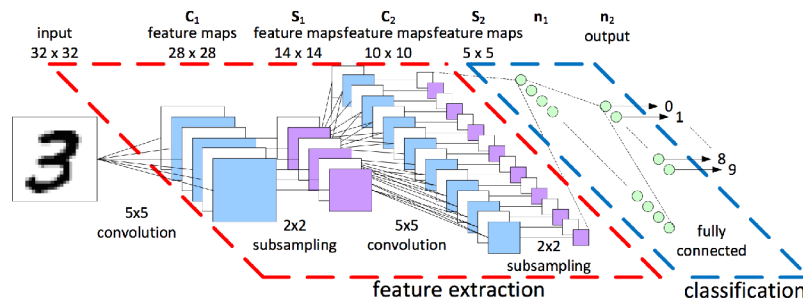 C1 S1 C2 S2 n1 n2
input feature maps feature maps feature maps feature maps output
32 x 32 28 x 28 14 x 14 10 x 10 5 x 5
0
1
8
9
5x5
convolution
2x2
subsampling
5x5
convolution
2x2
subsampling
fully
connected
feature extraction
classification